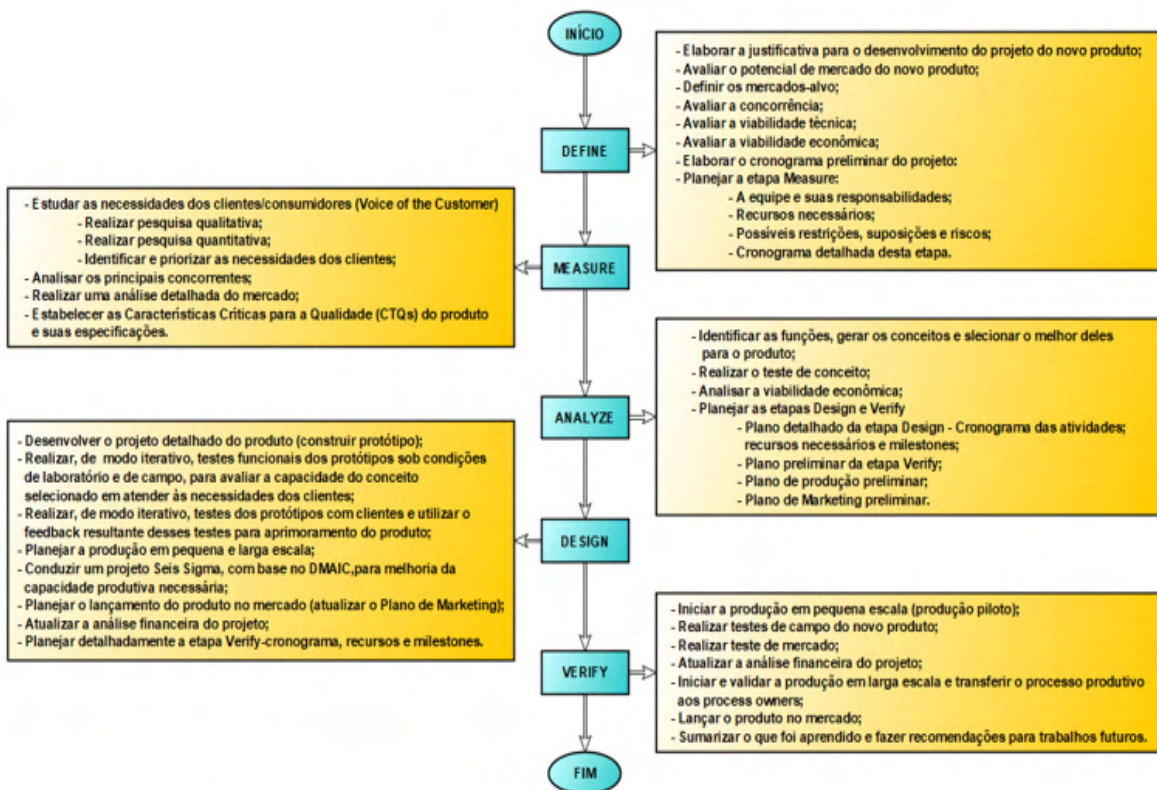 INÍCIO
DEFINE
- Elaborar a justificativa para o desenvolvimento do projeto do novo produto;
- Avaliar o potencial de mercado do novo produto;
- Definir os mercados-alvo;
- Avaliar a concorrência;
- Avaliar a viabilidade técnica;
- Avaliar a viabilidade econômica;
- Elaborar o cronograma preliminar do projeto:
- Planejar a etapa Measure:
- A equipe e suas responsabilidades;
- Recursos necessários;
- Possíveis restrições, suposições e riscos;
- Cronograma detalhada desta etapa.
MEASURE
- Estudar as necessidades dos clientes/consumidores (Voice of the Customer)
- Realizar pesquisa qualitativa;
- Realizar pesquisa quantitativa;
- Identificar e priorizar as necessidades dos clientes;
- Analisar os principais concorrentes;
- Realizar uma análise detalhada do mercado;
- Estabelecer as Características Críticas para a Qualidade (CTQs) do produto
e suas especificações.
ANALYZE
- Identificar as funções, gerar os conceitos e slecionar o melhor deles
para o produto;
- Realizar o teste de conceito;
- Analisar a viabilidade econômica;
- Planejar as etapas Design e Verify
- Plano detalhado da etapa Design - Cronograma das atividades;
recursos necessários e milestones;
- Plano preliminar da etapa Verify;
- Plano de produção preliminar;
- Plano de Marketing preliminar.
DESIGN
- Desenvolver o projeto detalhado do produto (construir protótipo);
- Realizar, de modo iterativo, testes funcionais dos protótipos sob condições
de laboratório e de campo, para avaliar a capacidade do conceito
selecionado em atender às necessidades dos clientes;
- Realizar, de modo iterativo, testes dos protótipos com clientes e utilizar o
feedback resultante desses testes para aprimoramento do produto;
- Planejar a produção em pequena e larga escala;
- Conduzir um projeto Seis Sigma, com base no DMAIC,para melhoria da
capacidade produtiva necessária;
- Planejar o lançamento do produto no mercado (atualizar o Plano de Marketing);
- Atualizar a análise financeira do projeto;
- Planejar detalhadamente a etapa Verify-cronograma, recursos e milestones.
VERIFY
- Iniciar a produção em pequena escala (produção piloto);
- Realizar testes de campo do novo produto;
- Realizar teste de mercado;
- Atualizar a análise financeira do projeto;
- Iniciar e validar a produção em larga escala e transferir o processo produtivo
aos process owners;
- Lançar o produto no mercado;
- Sumarizar o que foi aprendido e fazer recomendações para trabalhos futuros.
FIM